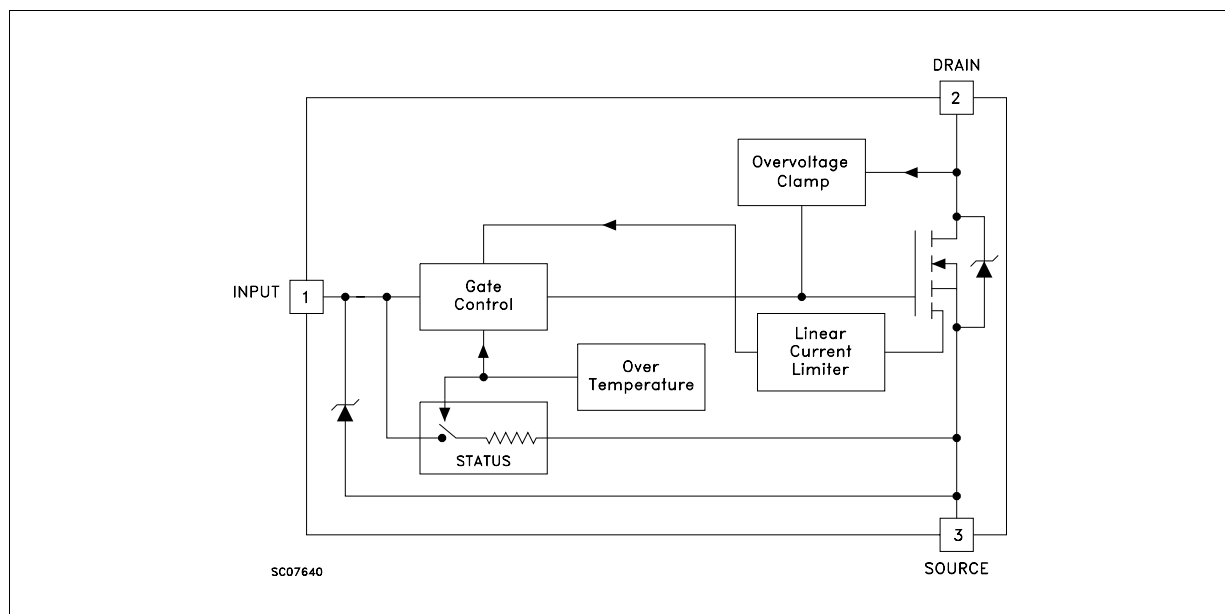 DRAIN
2
Overvoltage
Clamp
INPUT
1
Gate
Control
Linear
Current
Limiter
Over
Temperature
STATUS
3
SOURCE
SC07640